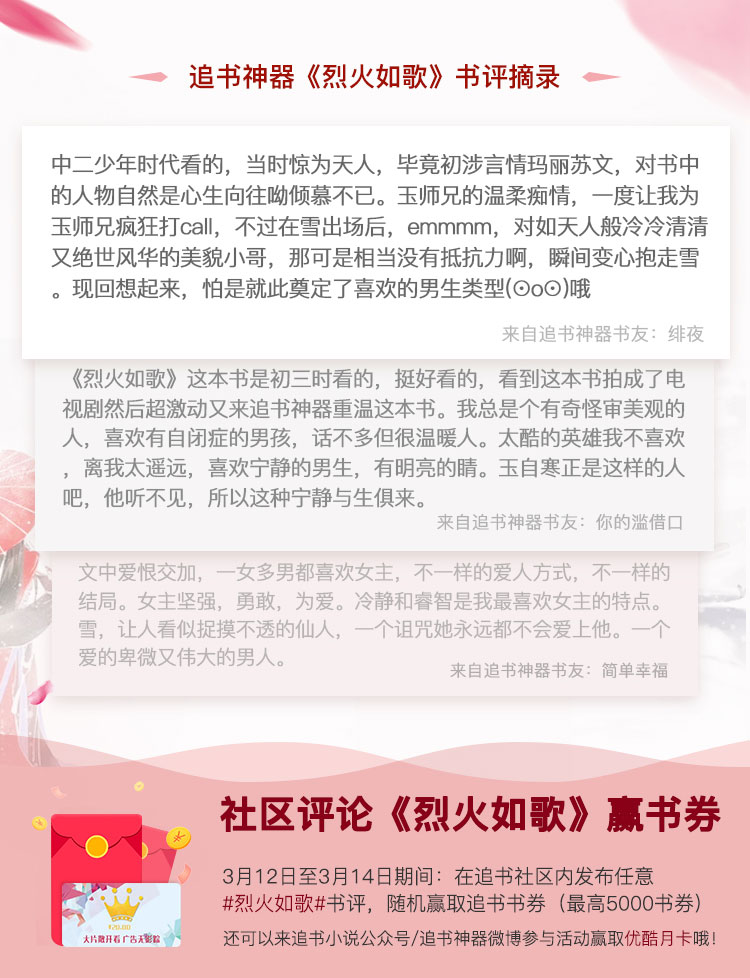 追书神器《烈火如歌》书评摘录
中二少年时代看的，当时惊为天人，毕竟初涉言情玛丽苏文，对书中
的人物自然是心生向往呦倾慕不已。玉师兄的温柔痴情，一度让我为
玉师兄疯狂打call，不过在雪出场后，emmmm，对如天人般冷冷清清
又绝世风华的美貌小哥，那可是相当没有抵抗力啊，瞬间变心抱走雪
。现回想起来，怕是就此奠定了喜欢的男生类型(⊙o⊙)哦
来自追书神器书友：绯夜
《烈火如歌》这本书是初三时看的，挺好看的，看到这本书拍成了电
视剧然后超激动又来追书神器重温这本书。我总是个有奇怪审美观的
人，喜欢有自闭症的男孩，话不多但很温暖人。太酷的英雄我不喜欢
，离我太遥远，喜欢宁静的男生，有明亮的睛。玉自寒正是这样的人
吧，他听不见，所以这种宁静与生俱来。
来自追书神器书友：你的滥借口
文中爱恨交加，一女多男都喜欢女主，不一样的爱人方式，不一样的
结局。女主坚强，勇敢，为爱。冷静和睿智是我最喜欢女主的特点。
雪，让人看似捉摸不透的仙人，一个诅咒她永远都不会爱上他。一个
爱的卑微又伟大的男人。
来自追书神器书友：简单幸福
社区评论《烈火如歌》赢书券
3月12日至3月14日期间：在追书社区内发布任意
#烈火如歌#书评，随机赢取追书书券（最高5000书券）
还可以来追书小说公众号/追书神器微博参与活动赢取优酷月卡哦！
¥20.00
大片敞开看 广告无影踪